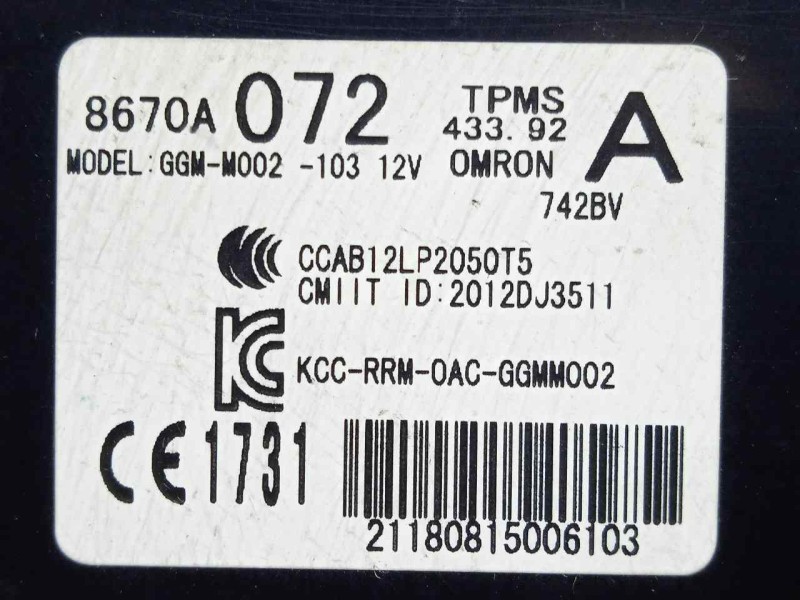 8670A 072 TPMS 433.92 A
MODEL:GGM-M002 -103 12V OMRON
742BV
CCAB12LP2050T5
CMIIT ID:2012DJ3511
KC KCC-RRM-OAC-GGMM002
CE 1731
21180815006103